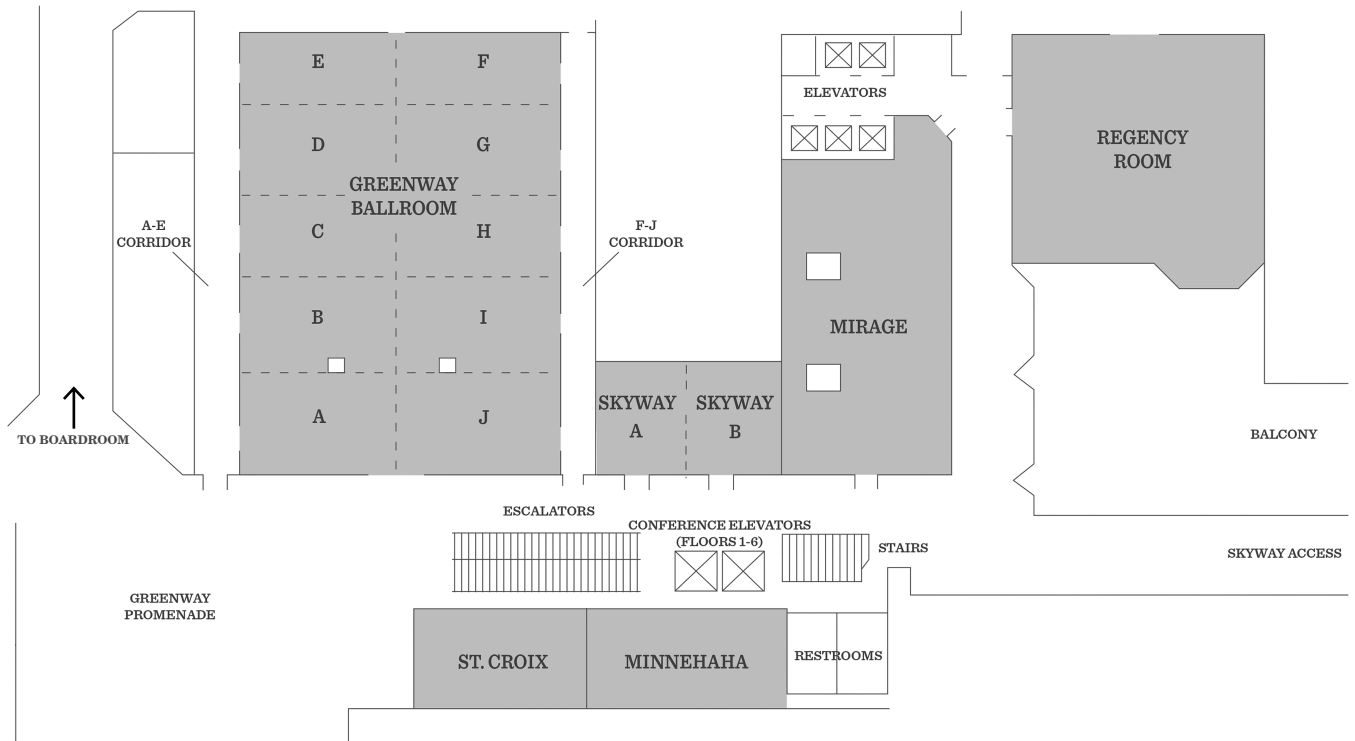 E
F
ELEVATORS
D
G
REGENCY
ROOM
GREENWAY
BALLROOM
A-E
CORRIDOR
C
H
F-J
CORRIDOR
B
I
MIRAGE
SKYWAY
A
SKYWAY
B
A
J
TO BOARDROOM
BALCONY
ESCALATORS
CONFERENCE ELEVATORS
(FLOORS 1-6)
STAIRS
SKYWAY ACCESS
GREENWAY
PROMENADE
ST. CROIX
MINNEHAHA
RESTROOMS